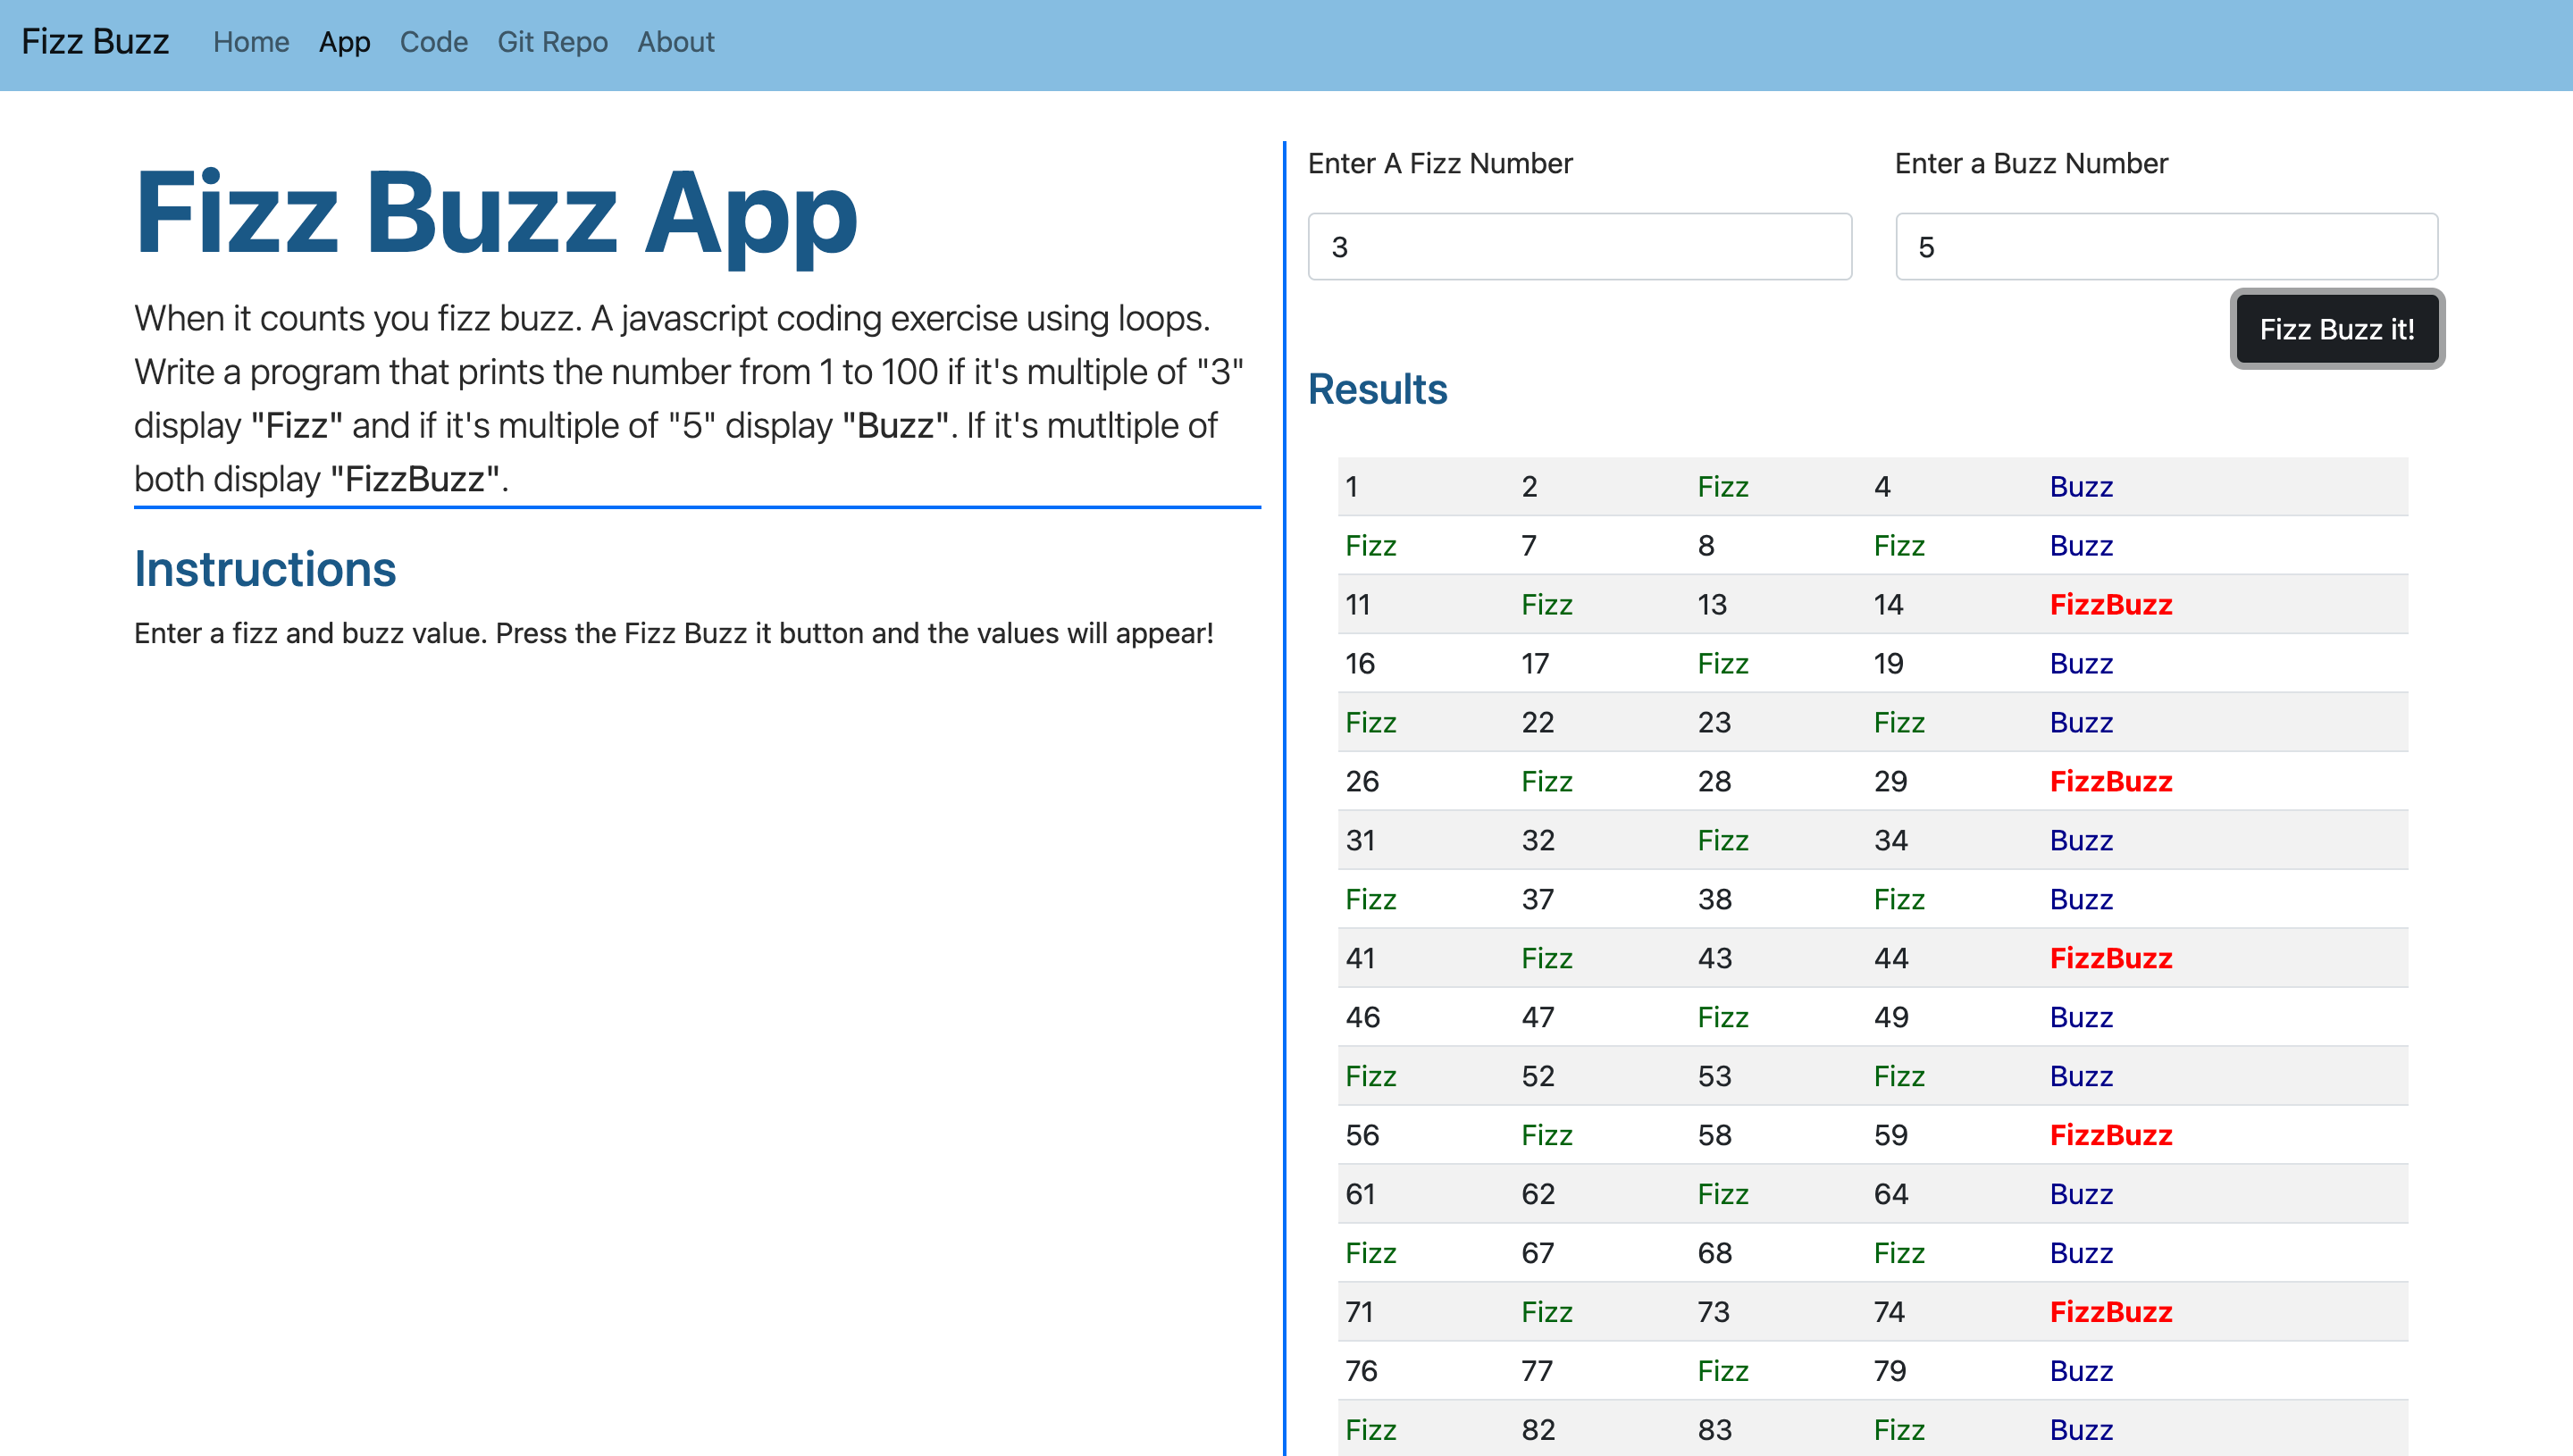 Fizz Buzz Home App Code Git Repo About
Fizz Buzz App
When it counts you fizz buzz. A javascript coding exercise using loops.
Write a program that prints the number from 1 to 100 if it's multiple of "3"
display "Fizz" and if it's multiple of "5" display "Buzz". If it's mutltiple of
both display "FizzBuzz".
Instructions
Enter a fizz and buzz value. Press the Fizz Buzz it button and the values will appear!
Enter A Fizz Number Enter a Buzz Number
3 5
Fizz Buzz it!
Results
1 2 Fizz 4 Buzz
Fizz 7 8 Fizz Buzz
11 Fizz 13 14 FizzBuzz
16 17 Fizz 19 Buzz
Fizz 22 23 Fizz Buzz
26 Fizz 28 29 FizzBuzz
31 32 Fizz 34 Buzz
Fizz 37 38 Fizz Buzz
41 Fizz 43 44 FizzBuzz
46 47 Fizz 49 Buzz
Fizz 52 53 Fizz Buzz
56 Fizz 58 59 FizzBuzz
61 62 Fizz 64 Buzz
Fizz 67 68 Fizz Buzz
71 Fizz 73 74 FizzBuzz
76 77 Fizz 79 Buzz
Fizz 82 83 Fizz Buzz